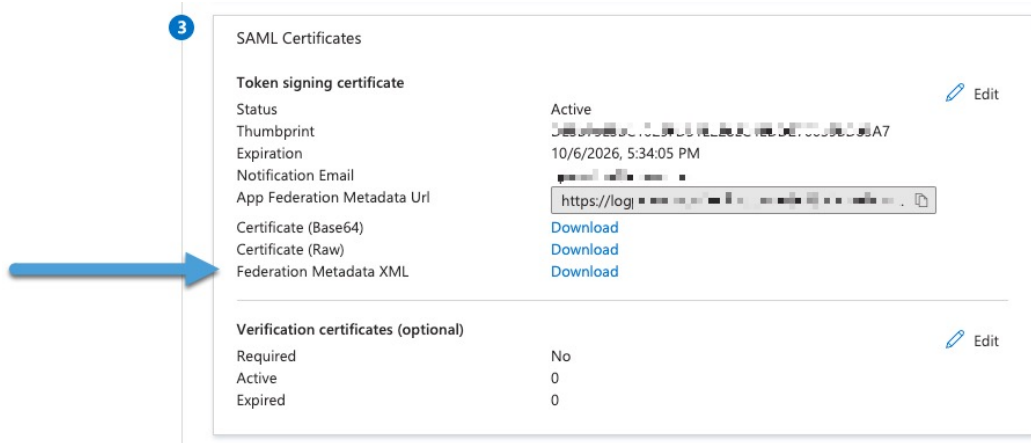 3
SAML Certificates
Token signing certificate
Edit
Status Active
Thumbprint A7
Expiration 10/6/2026, 5:34:05 PM
Notification Email
App Federation Metadata Url https://log
Certificate (Base64) Download
Certificate (Raw) Download
Federation Metadata XML Download
Verification certificates (optional)
Edit
Required No
Active 0
Expired 0